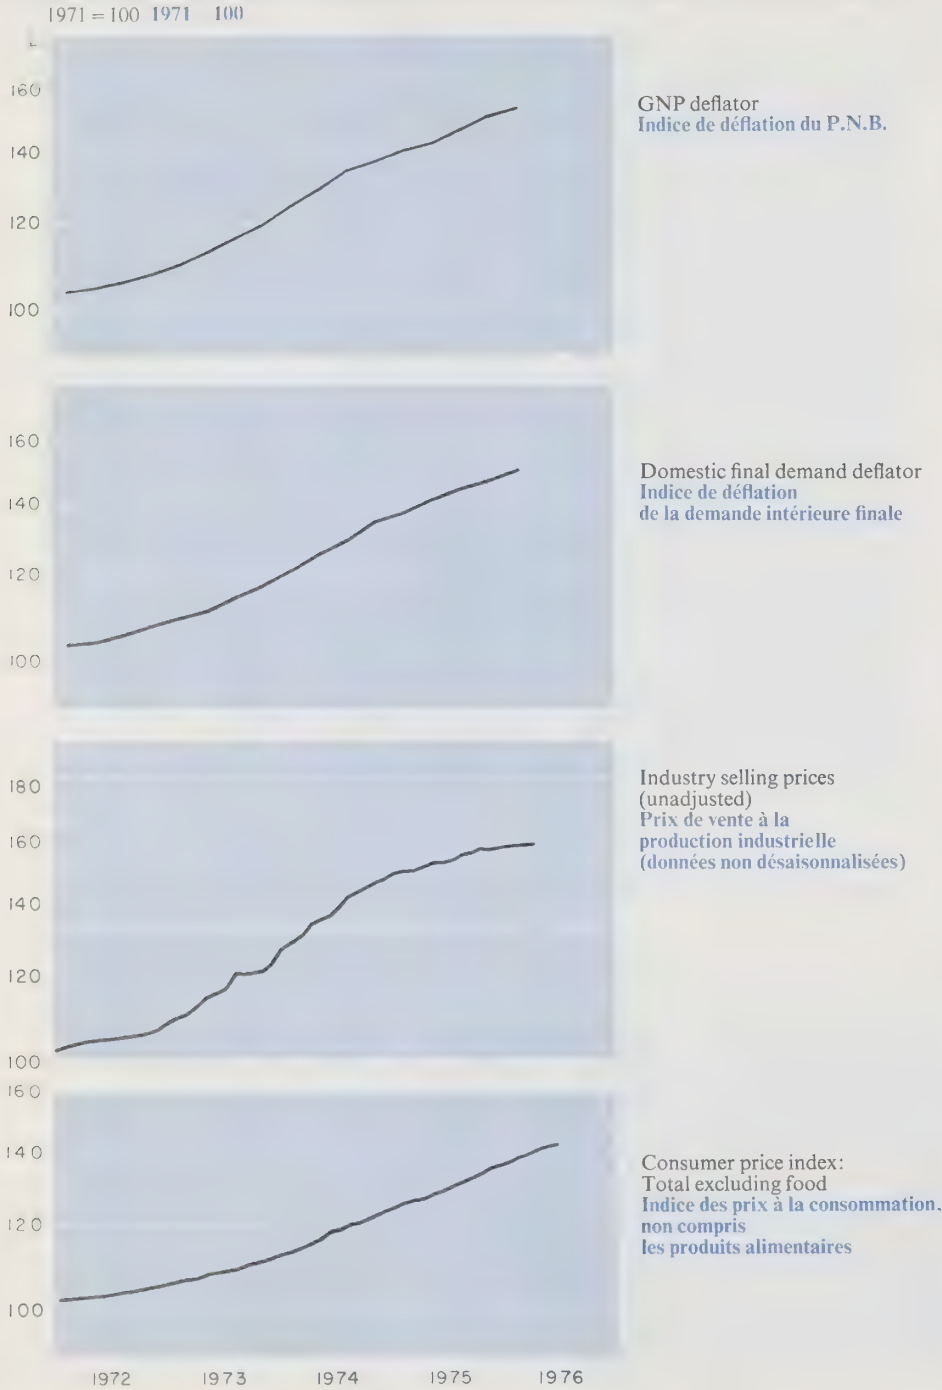 1971 = 100 1971 100
160
140
120
100
GNP deflator
Indice de déflation du P.N.B.
160
140
120
100
Domestic final demand deflator
Indice de déflation
de la demande intérieure finale
180
160
140
120
100
Industry selling prices
(unadjusted)
Prix de vente à la
production industrielle
(données non désaisonnalisées)
160
140
120
100
Consumer price index:
Total excluding food
Indice des prix à la consommation,
non compris
les produits alimentaires
1972 1973 1974 1975 1976